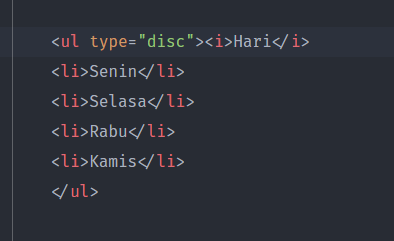 <ul type="disc"><i>Hari</i>
<li>Senin</li>
<li>Selasa</li>
<li>Rabu</li>
<li>Kamis</li>
</ul>